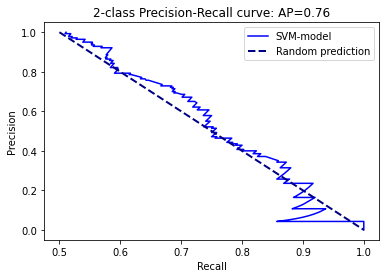 2-class Precision-Recall curve: AP=0.76
SVM-model
Random prediction
Precision
1.0
0.8
0.6
0.4
0.2
0.0
0.5
0.6
0.7
0.8
0.9
1.0
Recall